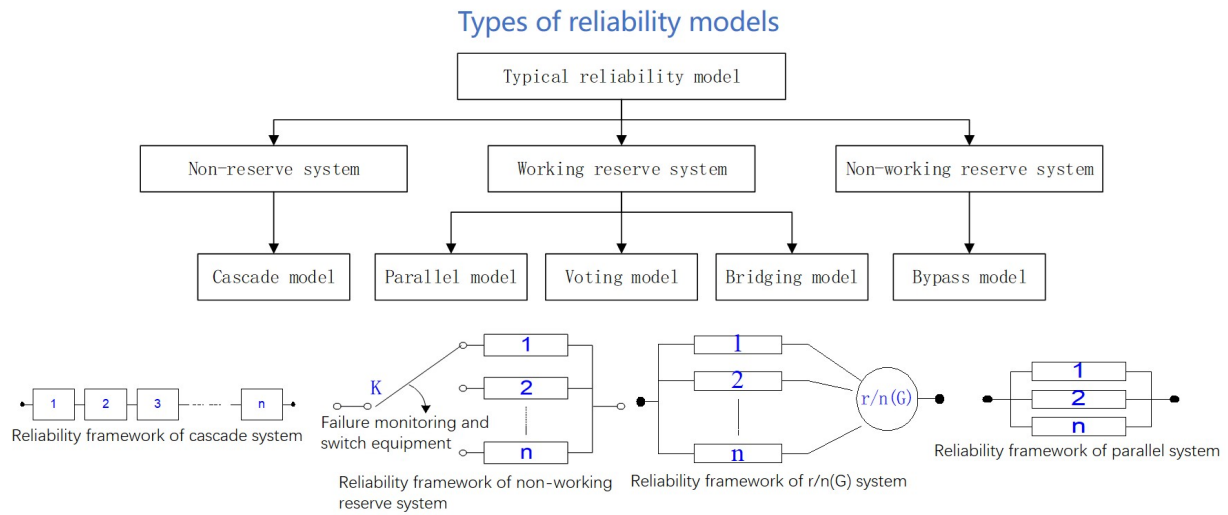 Types of reliability models
Typical reliability model
Non-reserve system
Working reserve system
Non-working reserve system
Cascade model
Parallel model
Voting model
Bridging model
Bypass model
1
2
3
n
Reliability framework of cascade system
K
1
2
n
Failure monitoring and
switch equipment
Reliability framework of non-working
reserve system
1
2
n
r/n(G)
Reliability framework of r/n(G) system
1
2
n
Reliability framework of parallel system